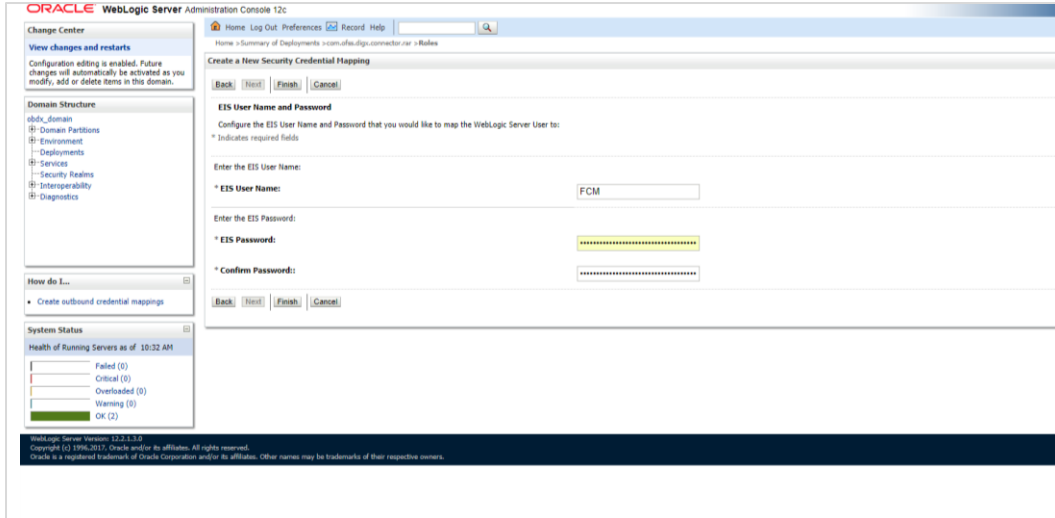 ORACLE WebLogic Server Administration Console 12c
Change Center
View changes and restarts
Configuration editing is enabled. Future
changes will automatically be activated as you
modify, add or delete items in this domain.
Domain Structure
obdx_domain
Domain Partitions
Environment
Deployments
Services
Security Realms
Interoperability
Diagnostics
How do I...
Create outbound credential mappings
System Status
Health of Running Servers as of 10:32 AM
Failed (0)
Critical (0)
Overloaded (0)
Warning (0)
OK (2)
Home Log Out Preferences Record Help
Home >Summary of Deployments >com.ofss.digx.connector.rar >Roles
Create a New Security Credential Mapping
Back Next Finish Cancel
EIS User Name and Password
Configure the EIS User Name and Password that you would like to map the WebLogic Server User to:
* Indicates required fields
Enter the EIS User Name:
* EIS User Name: FCM
Enter the EIS Password:
* EIS Password:
* Confirm Password::
Back Next Finish Cancel
WebLogic Server Version: 12.2.1.3.0
Copyright (c) 1996,2017, Oracle and/or its affiliates. All rights reserved.
Oracle is a registered trademark of Oracle Corporation and/or its affiliates. Other names may be trademarks of their respective owners.